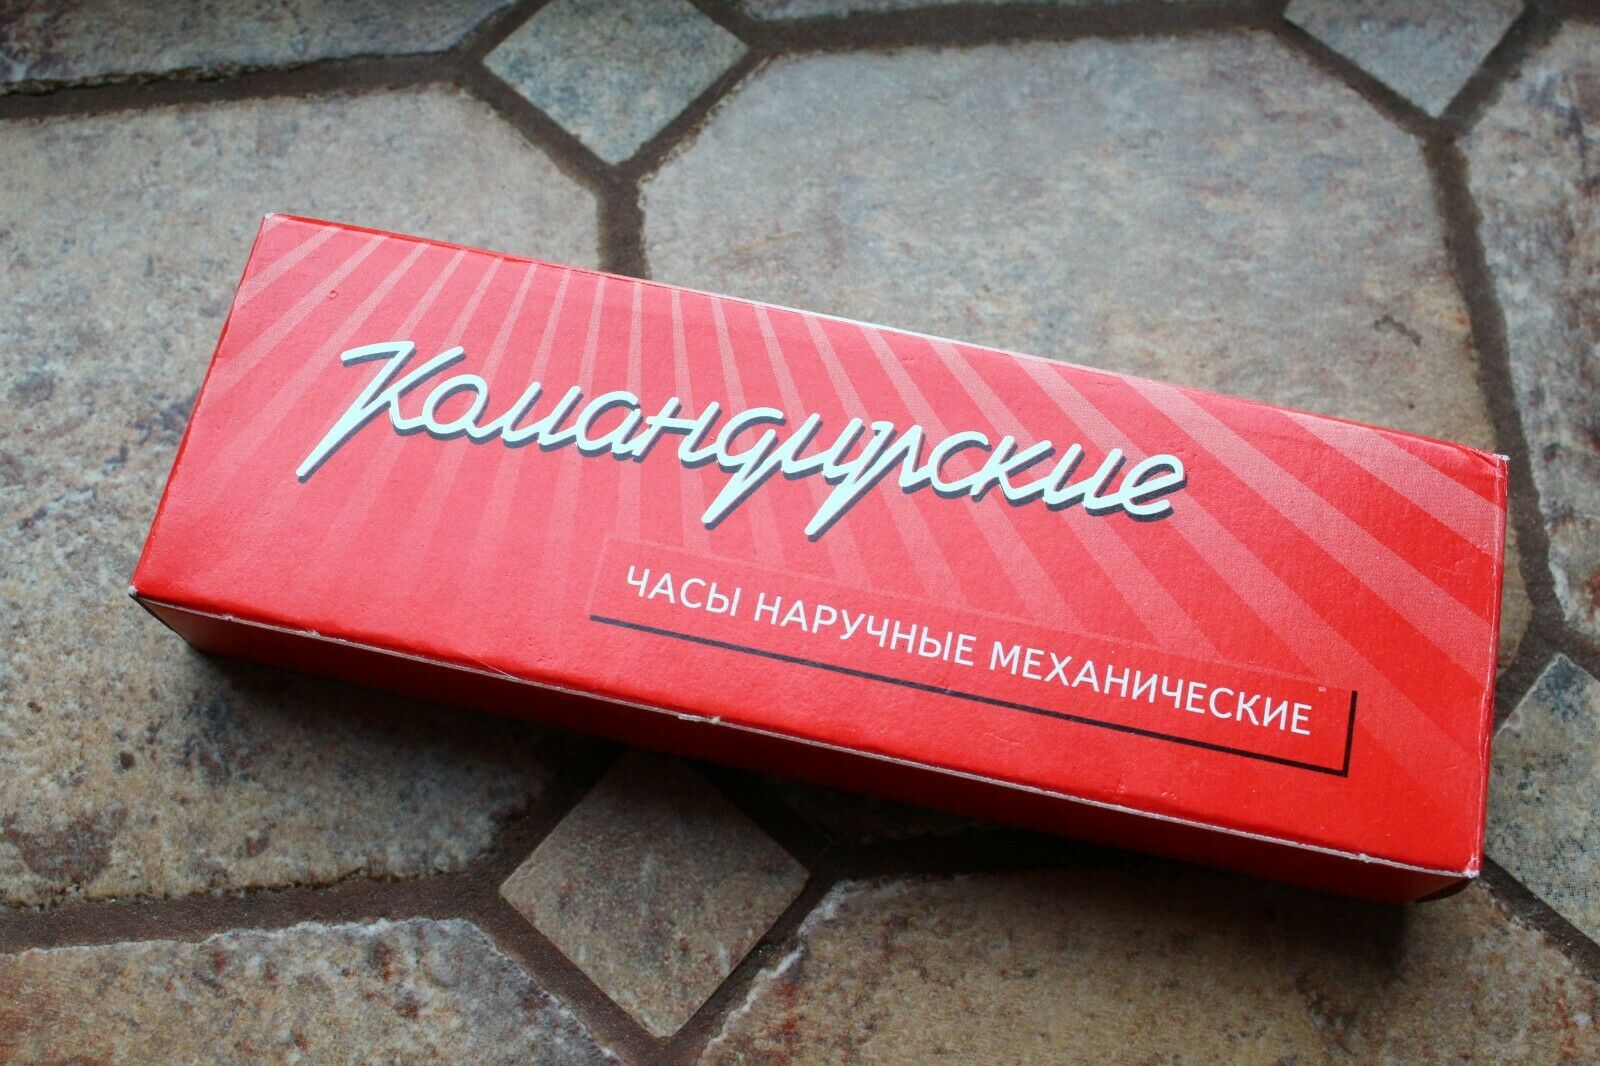 Командирские
ЧАСЫ НАРУЧНЫЕ МЕХАНИЧЕСКИЕ